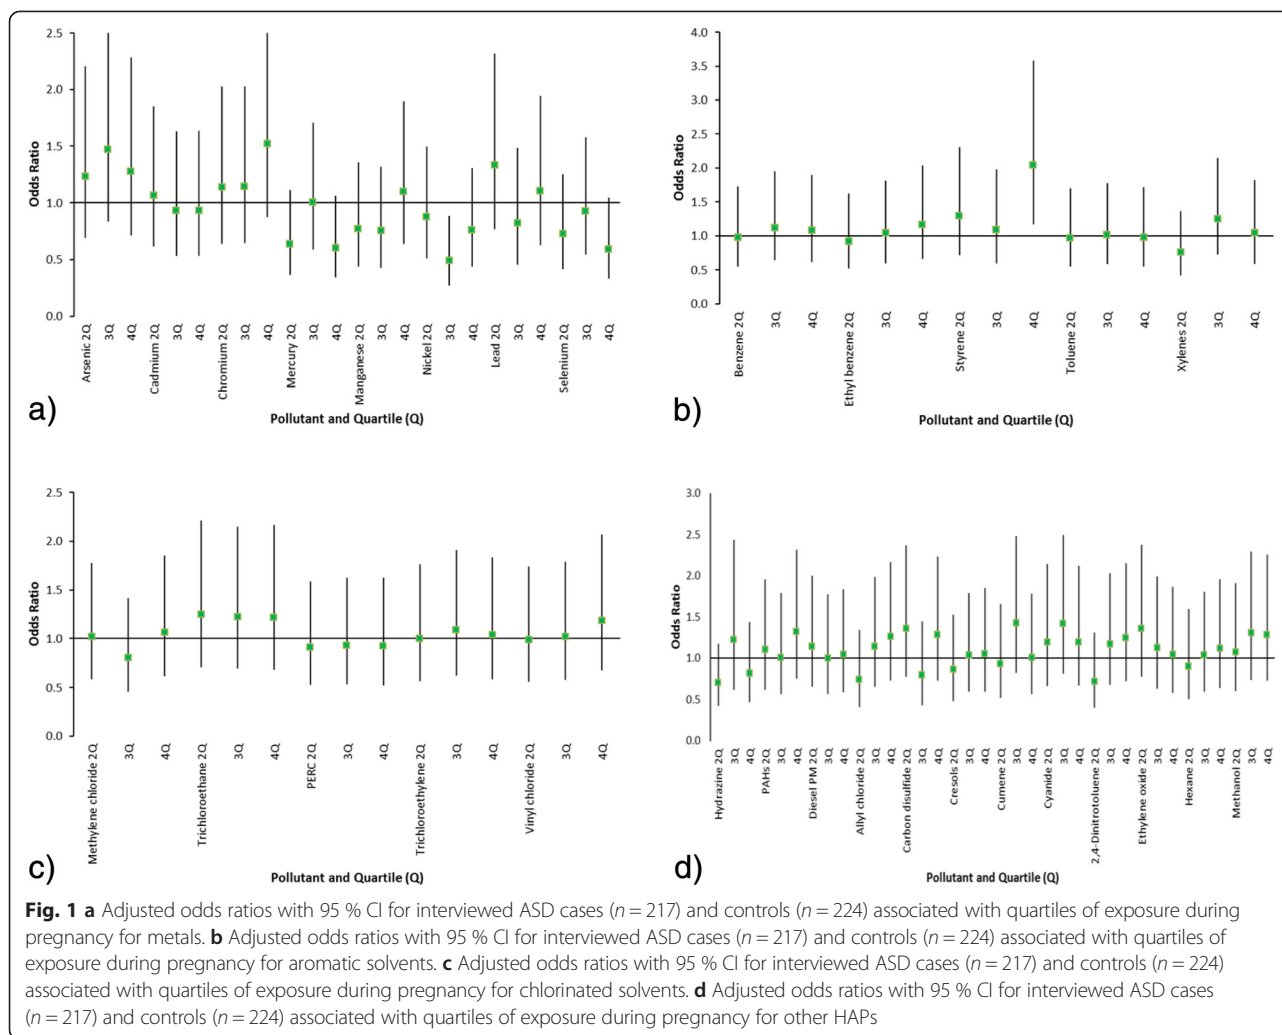 2.5
2.0
1.5
1.0
0.5
0.0
Odds Ratio
Arsenic 2Q
3Q
4Q
Cadmium 2Q
3Q
4Q
Chromium 2Q
3Q
4Q
Mercury 2Q
3Q
4Q
Manganese 2Q
3Q
4Q
Nickel 2Q
3Q
4Q
Lead 2Q
3Q
4Q
Selenium 2Q
3Q
4Q
a)
Pollutant and Quartile (Q)
4.0
3.5
3.0
2.5
2.0
1.5
1.0
0.5
0.0
Odds Ratio
Benzene 2Q
3Q
4Q
Ethyl benzene 2Q
3Q
4Q
Styrene 2Q
3Q
4Q
Toluene 2Q
3Q
4Q
Xylenes 2Q
3Q
4Q
b)
Pollutant and Quartile (Q)
2.5
2.0
1.5
1.0
0.5
0.0
Odds Ratio
Methylene chloride 2Q
3Q
4Q
Trichloroethane 2Q
3Q
4Q
PERC 2Q
3Q
4Q
Trichloroethylene 2Q
3Q
4Q
Vinyl chloride 2Q
3Q
4Q
c)
Pollutant and Quartile (Q)
3.0
2.5
2.0
1.5
1.0
0.5
0.0
Odds Ratio
Hydrazine 2Q
3Q
4Q
PAHs 2Q
3Q
4Q
Diesel PM 2Q
3Q
4Q
Allyl chloride 2Q
3Q
4Q
Carbon disulfide 2Q
3Q
4Q
Cresols 2Q
3Q
4Q
Cumene 2Q
3Q
4Q
Cyanide 2Q
3Q
4Q
2,4-Dinitrotoluene 2Q
3Q
4Q
Ethylene oxide 2Q
3Q
4Q
Hexane 2Q
3Q
4Q
Methanol 2Q
3Q
4Q
d)
Pollutant and Quartile (Q)
Fig. 1 a Adjusted odds ratios with 95 % CI for interviewed ASD cases (n = 217) and controls (n = 224) associated with quartiles of exposure during
pregnancy for metals. b Adjusted odds ratios with 95 % CI for interviewed ASD cases (n = 217) and controls (n = 224) associated with quartiles of
exposure during pregnancy for aromatic solvents. c Adjusted odds ratios with 95 % CI for interviewed ASD cases (n = 217) and controls (n = 224)
associated with quartiles of exposure during pregnancy for chlorinated solvents. d Adjusted odds ratios with 95 % CI for interviewed ASD cases
(n = 217) and controls (n = 224) associated with quartiles of exposure during pregnancy for other HAPs